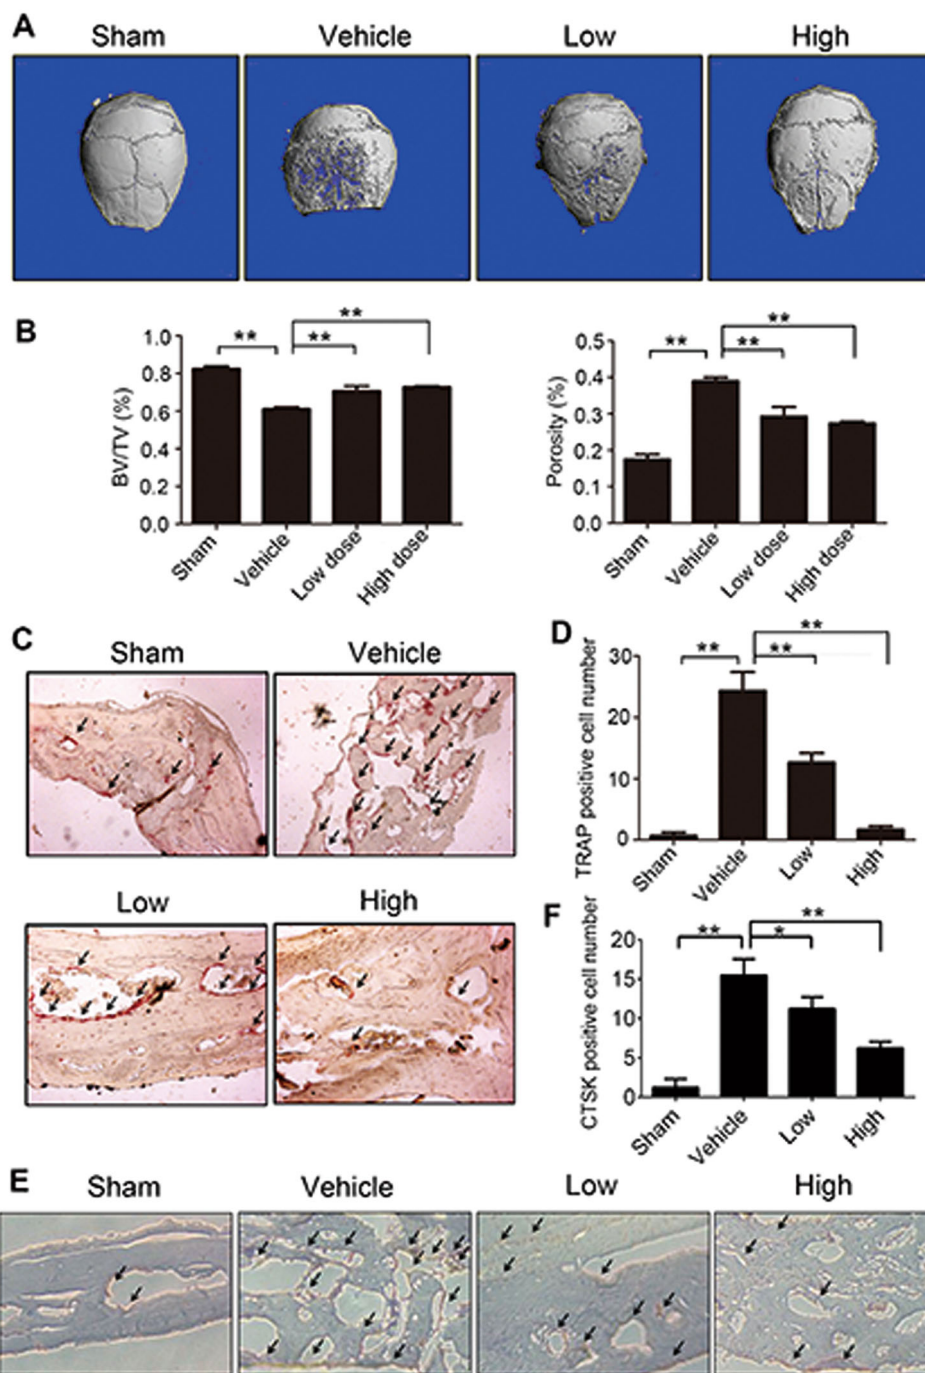 A
Sham Vehicle Low High
B
** ** **
BV/TV (%)
1.0
0.8
0.6
0.4
0.2
0.0
Sham Vehicle Low dose High dose
** ** **
Porosity (%)
0.5
0.4
0.3
0.2
0.1
0.0
Sham Vehicle Low dose High dose
C
Sham Vehicle
Low High
D
** ** **
TRAP positive cell number
30
20
10
0
Sham Vehicle Low High
F
** * **
CTSK positive cell number
20
15
10
5
0
Sham Vehicle Low High
E
Sham Vehicle Low High